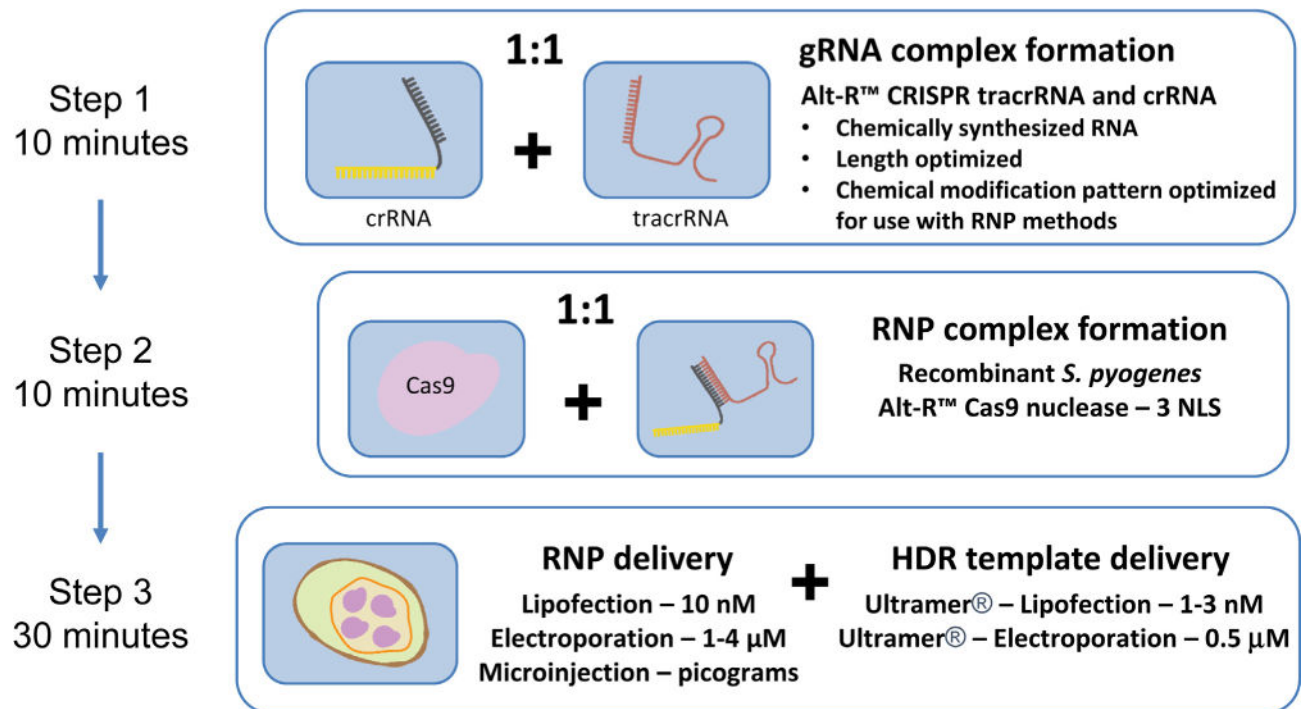 Step 1
10 minutes
1:1
+
crRNA
tracrRNA
gRNA complex formation
Alt-R™ CRISPR tracrRNA and crRNA
• Chemically synthesized RNA
• Length optimized
• Chemical modification pattern optimized
for use with RNP methods
Step 2
10 minutes
1:1
Cas9
+
RNP complex formation
Recombinant S. pyogenes
Alt-R™ Cas9 nuclease – 3 NLS
Step 3
30 minutes
RNP delivery
Lipofection – 10 nM
Electroporation – 1-4 µM
Microinjection – picograms
+
HDR template delivery
Ultramer® – Lipofection – 1-3 nM
Ultramer® – Electroporation – 0.5 µM